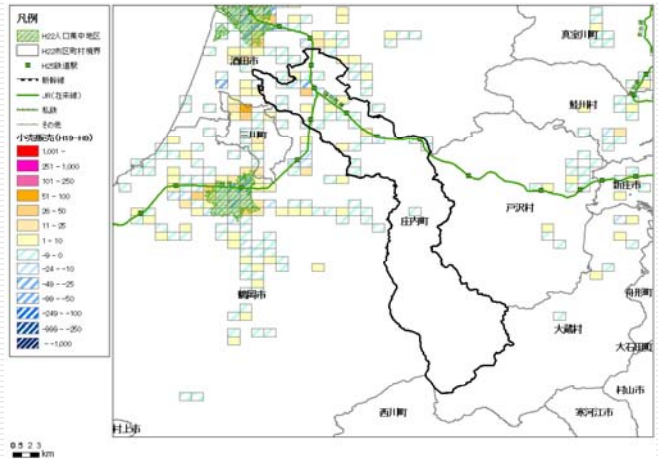 凡例
H22人口集中地区
H22市区町村境界
H25鉄道駅
新幹線
JR(在来線)
私鉄
その他
小売販売(H19-H9)
1,001 -
251 - 1,000
101 - 250
51 - 100
26 - 50
11 - 25
1 - 10
-9 - 0
-24 - -10
-49 - -25
-99 - -50
-249 - -100
-999 - -250
- -1,000
真室川町
酒田市
鮭川村
三川町
新庄市
戸沢村
庄内町
舟形町
鶴岡市
大蔵村
大石田町
村山市
西川町
寒河江市
村上市
km